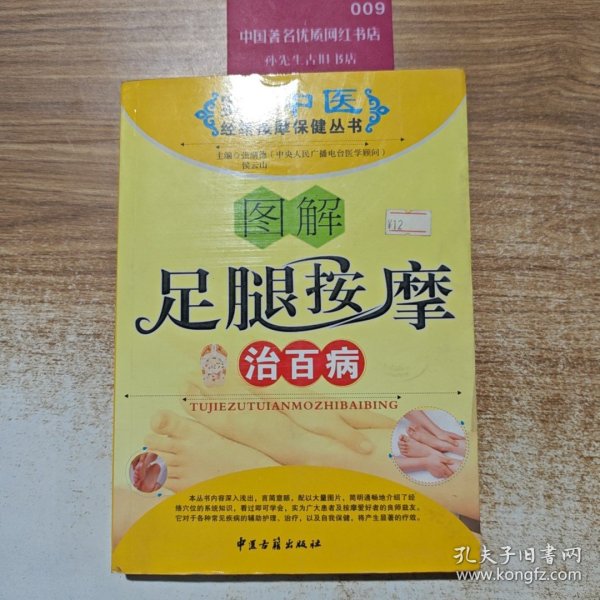 009
中国著名优质网红书店
孙先生古旧书店
中医
经络按摩保健丛书
主编 张丽德(中央人民广播电台医学顾问)
侯云山
图解
¥12
足腿按摩
治百病
TUJIEZUTUIANMOZHIBAIBING
本丛书内容深入浅出,言简意赅,配以大量图片,简明通畅地介绍了经
络穴位的系统知识,看过即可学会,实为广大患者及按摩爱好者的良师益友。
它对于各种常见疾病的辅助护理,治疗,以及自我保健,将产生显著的疗效。
中医古籍出版社
孔夫子旧书网
www.kongfz.com